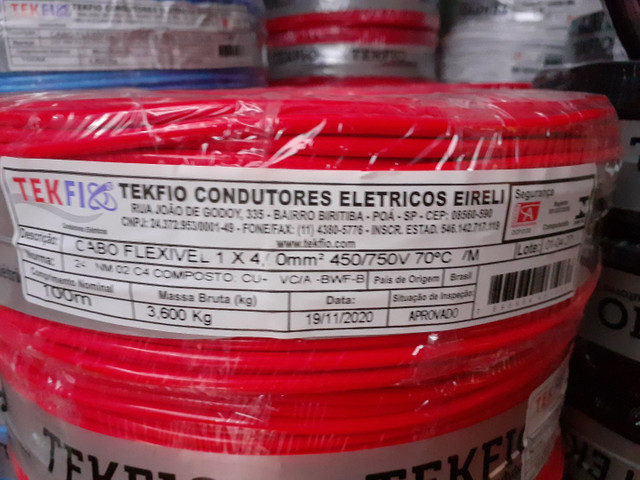 TEKFIO
TEKFIO CONDUTORES ELETRICOS EIRELI
RUA JOÃO DE GODOY, 335 - BAIRRO BIRITIBA - POÁ - SP - CEP: 08560-590
CNPJ: 24.372.953/0001-49 - FONE/FAX: (11) 4380-5776 - INSCR. ESTAD. 546.142.717.119
www.tekfio.com
Segurança
Descrição: CABO FLEXIVEL 1 X 4, 0mm² 450/750V 70ºC /M
Lote: 01-04
Norma: NM 02 C4 COMPOSTO CU- VC/A -BWF-B
País de Origem Brasil
Comprimento Nominal
100m
Massa Bruta (kg)
3,600 Kg
Data:
19/11/2020
Situação de Inspeção:
APROVADO
TEKFIO
TEKFIO